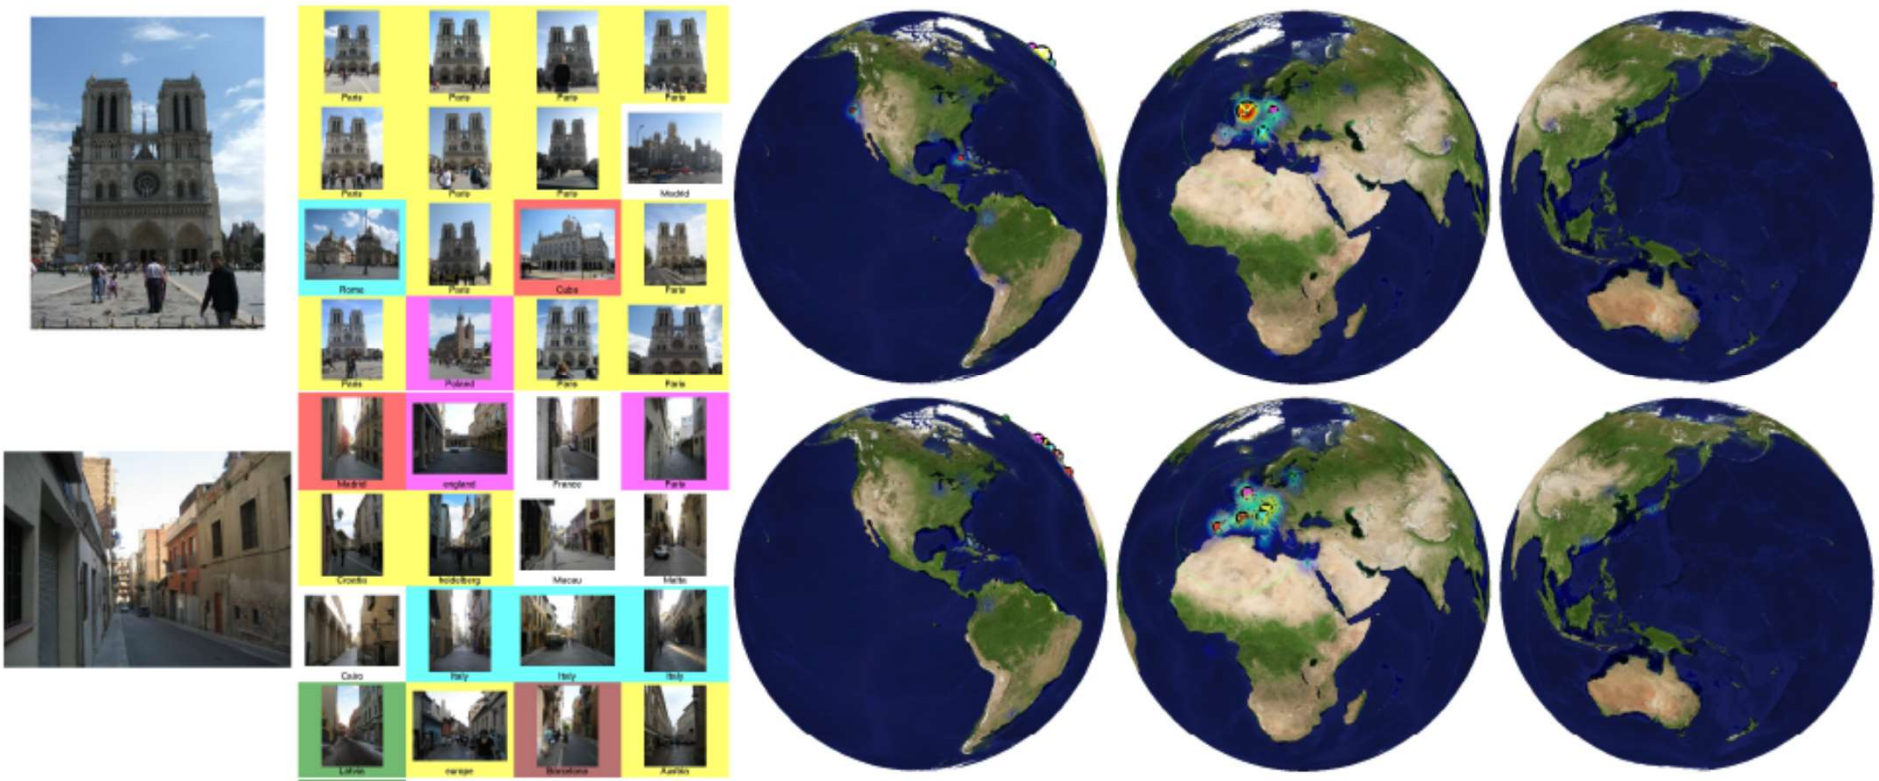 Paris Paris Paris Paris
Paris Paris Paris Madrid
Rome Paris Cuba Paris
Paris Poland Paris Paris
Madrid england France Paris
Croatia heidelberg Macau Malta
Cairo Italy Italy Italy
Latvia europe Barcelona Austria